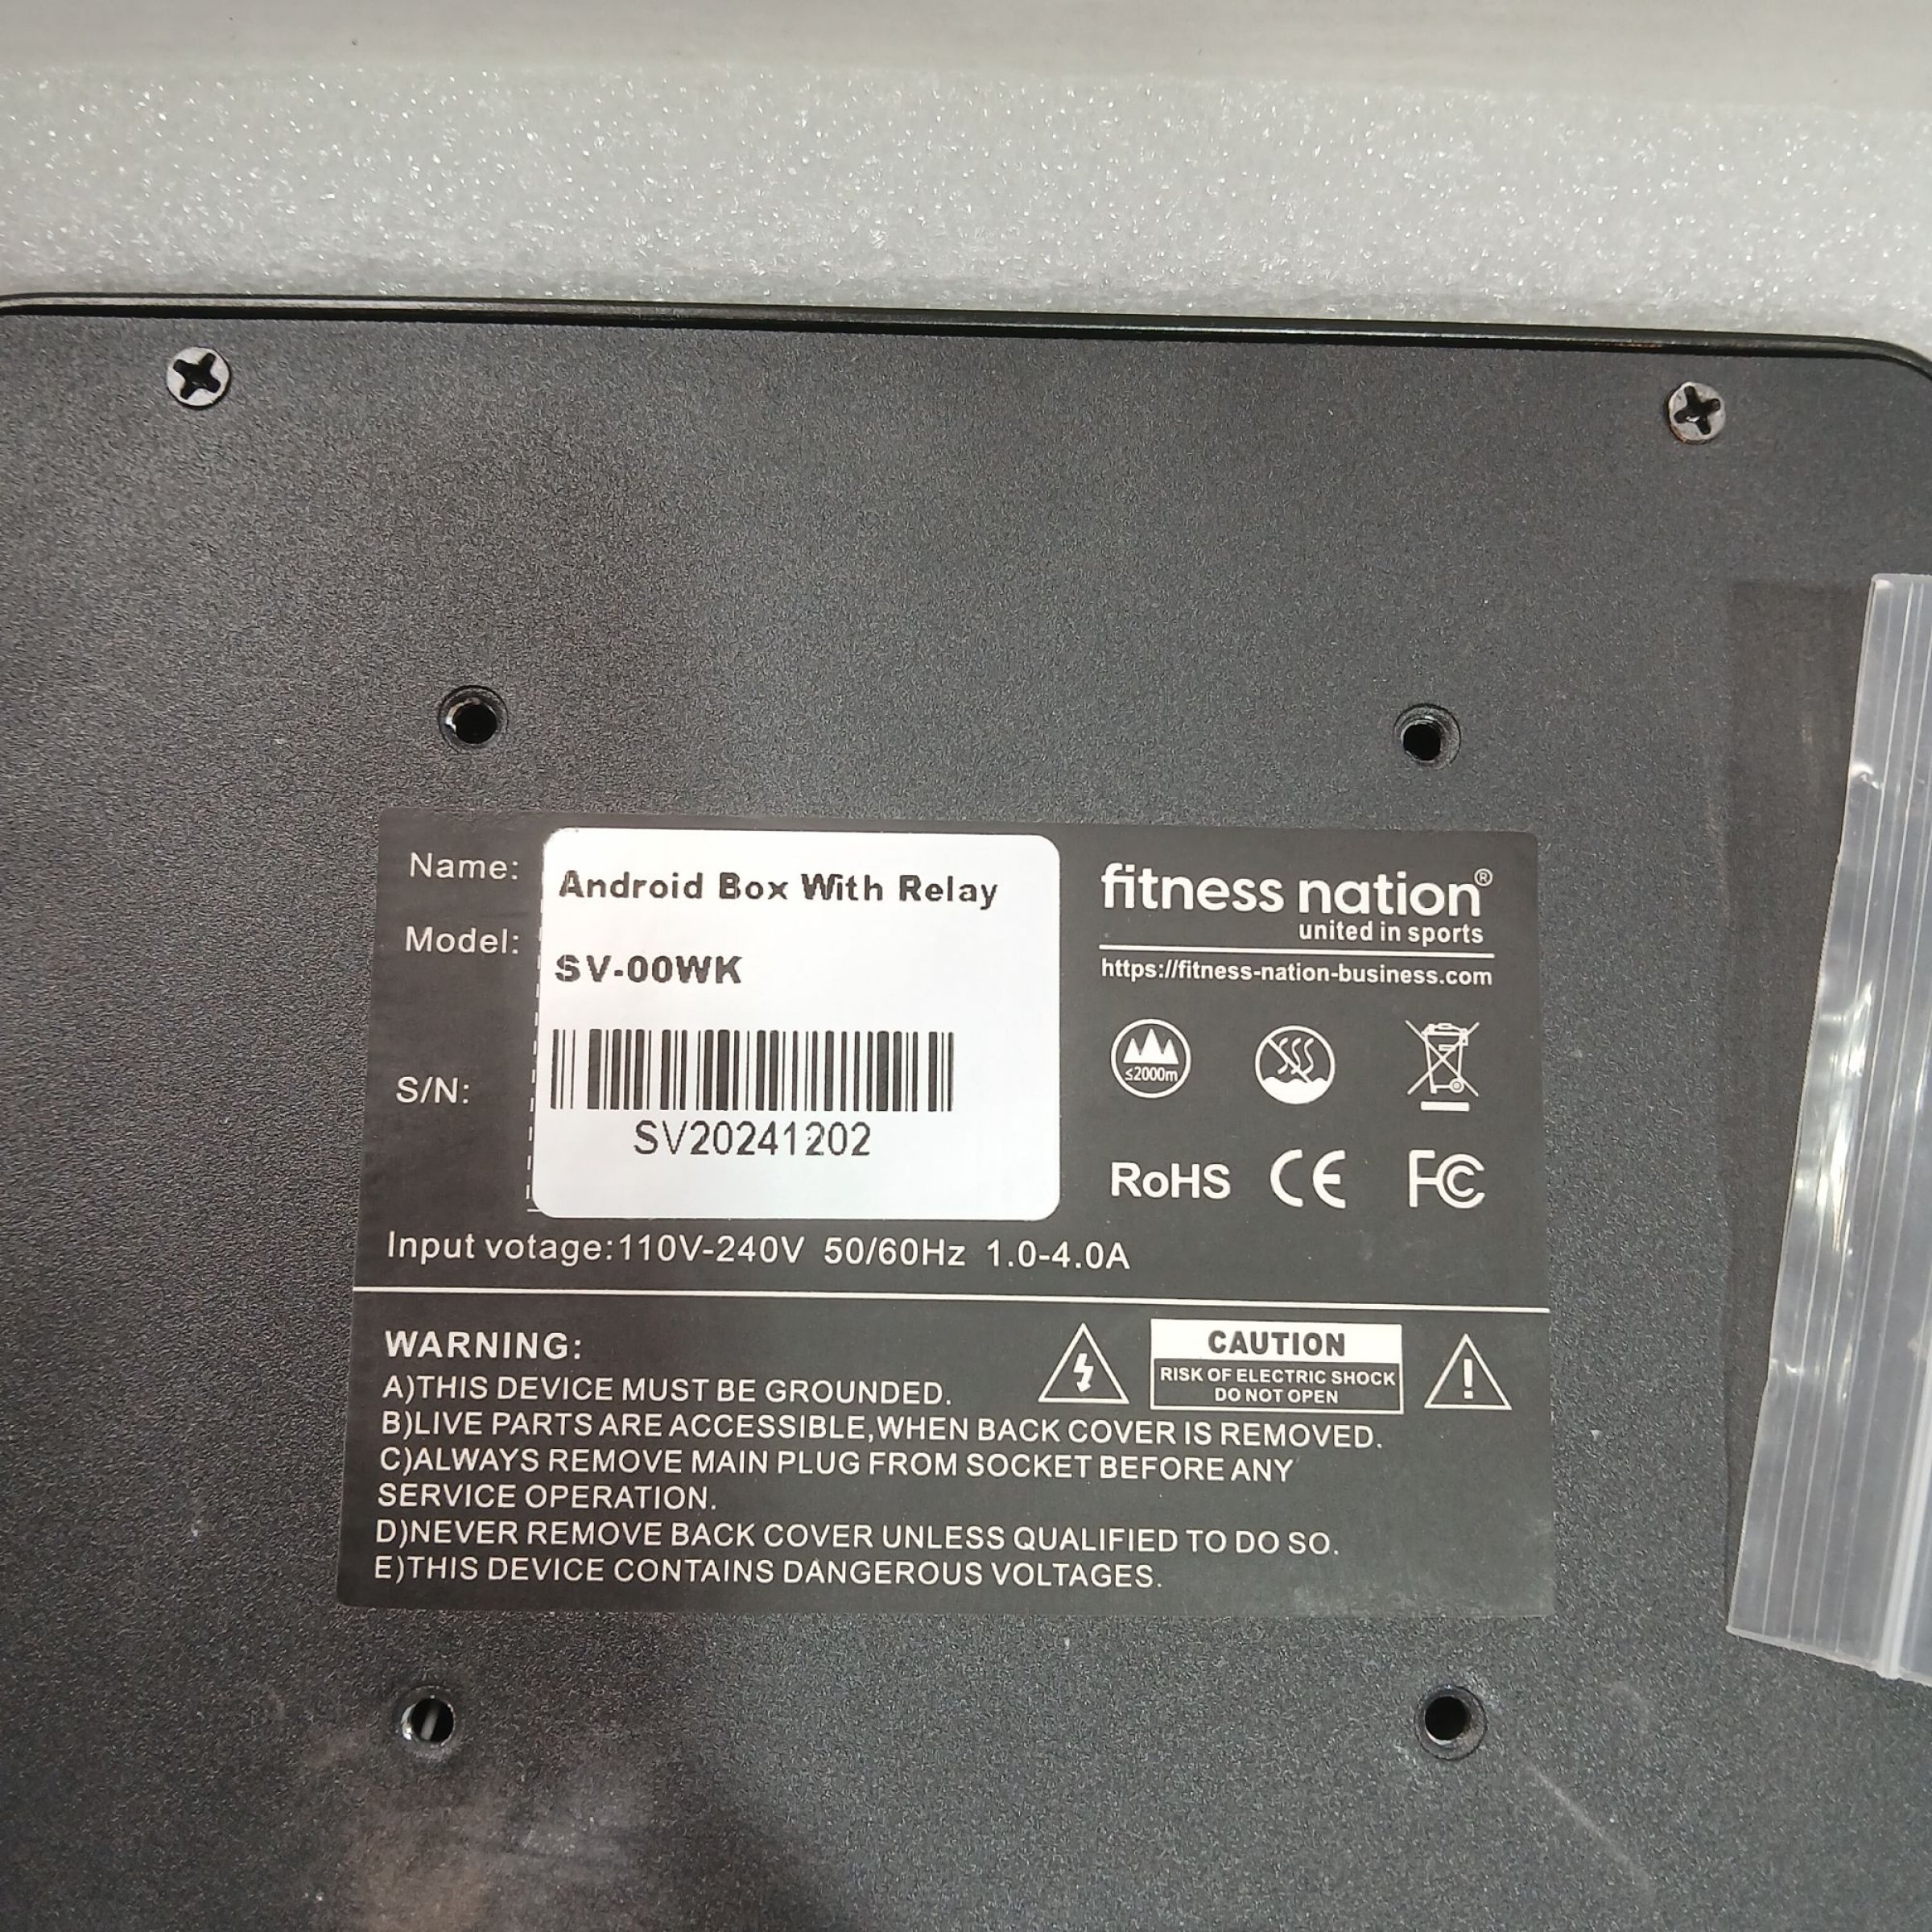 Name: Android Box With Relay
Model: SV-00WK
S/N: SV20241202
fitness nation®
united in sports
https://fitness-nation-business.com
≤2000m
RoHS CE FC
Input votage:110V-240V 50/60Hz 1.0-4.0A
WARNING:
CAUTION
RISK OF ELECTRIC SHOCK
DO NOT OPEN
A)THIS DEVICE MUST BE GROUNDED.
B)LIVE PARTS ARE ACCESSIBLE,WHEN BACK COVER IS REMOVED.
C)ALWAYS REMOVE MAIN PLUG FROM SOCKET BEFORE ANY
SERVICE OPERATION.
D)NEVER REMOVE BACK COVER UNLESS QUALIFIED TO DO SO.
E)THIS DEVICE CONTAINS DANGEROUS VOLTAGES.